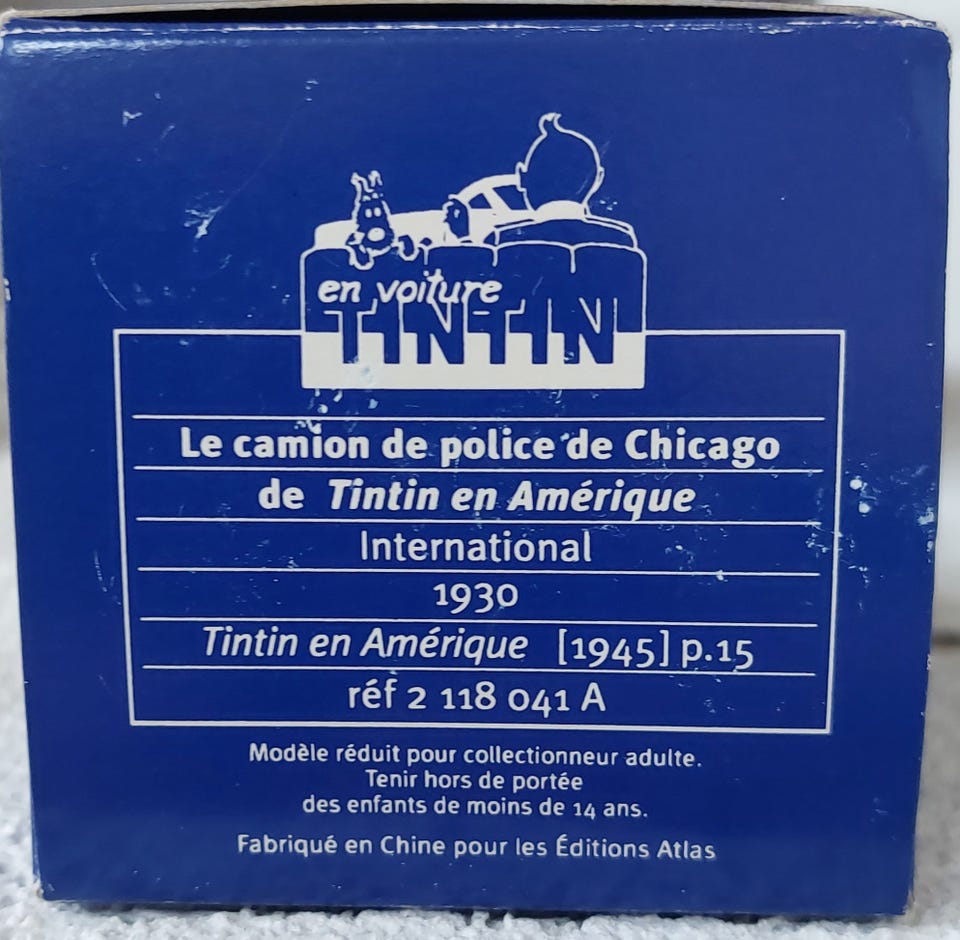 en voiture
TINTIN
Le camion de police de Chicago
de Tintin en Amérique
International
1930
Tintin en Amérique [1945] p.15
réf 2 118 041 A
Modèle réduit pour collectionneur adulte.
Tenir hors de portée
des enfants de moins de 14 ans.
Fabriqué en Chine pour les Éditions Atlas